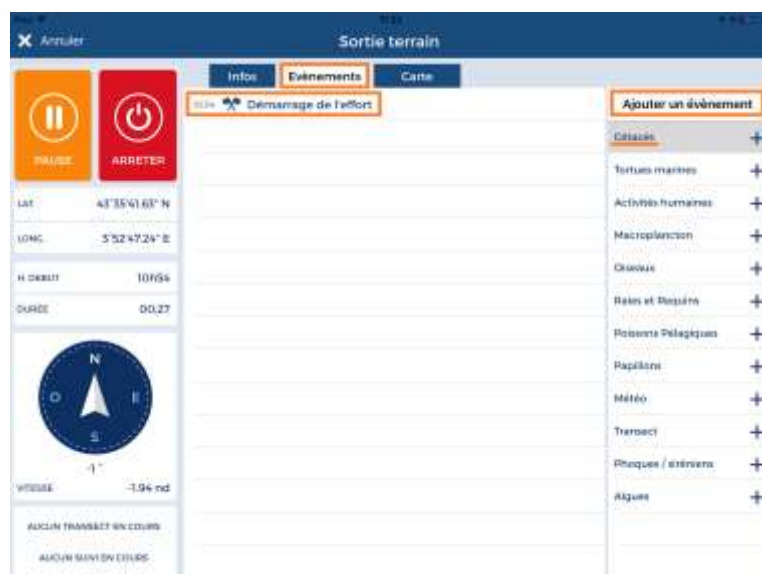 Annuler
Sortie terrain
Infos Evènements Carte
Démarrage de l'effort
Ajouter un évènement
PAUSE ARRETER
Cétacés +
Tortues marines +
LAT 43°35'41.63" N
Activités humaines +
LONG. 3°52'47.24" E
Macroplancton +
Oiseaux +
H. DEBUT 10h54
Raies et Requins +
DURÉE 00:27
Poissons Pélagiques +
N
O E
S
Papillons +
Météo +
Transect +
-1°
Phoques / siréniens +
VITESSE -1.94 nd
Algues +
AUCUN TRANSECT EN COURS
AUCUN SUIVI EN COURS